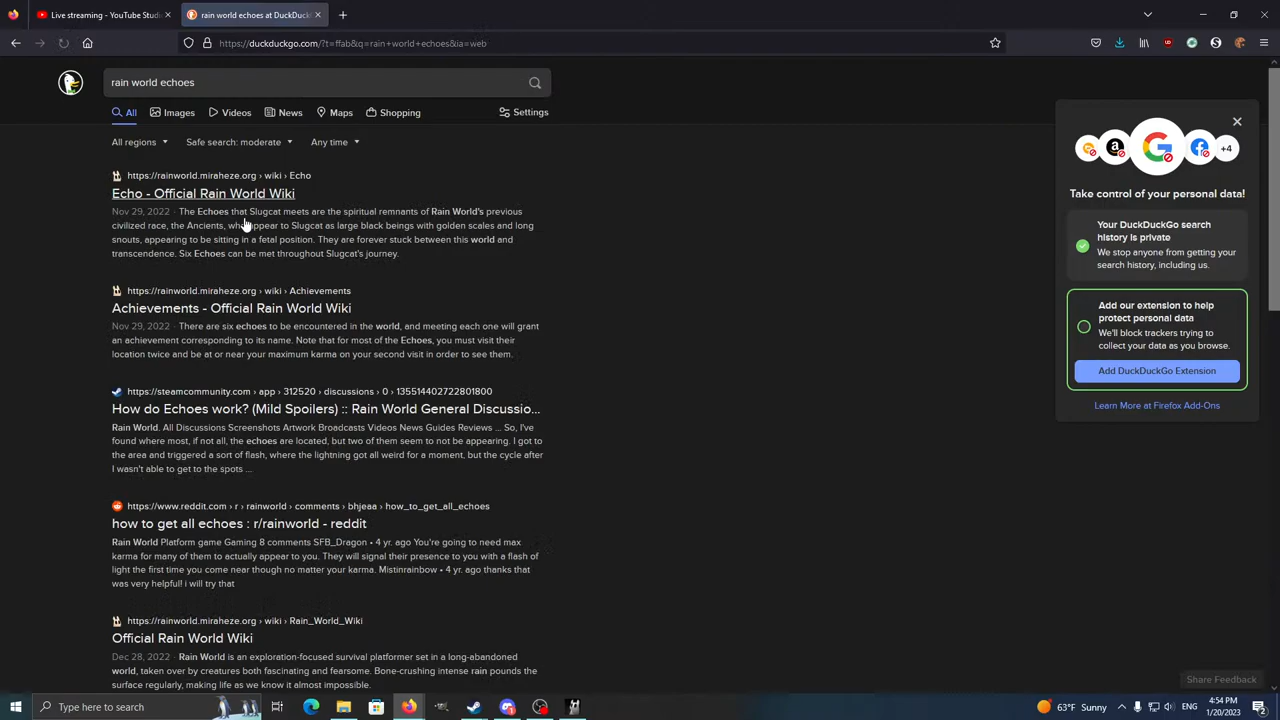 Live streaming - YouTube Studio
rain world echoes at DuckDuck
https://duckduckgo.com/?t=ffab&q=rain+world+echoes&ia=web
rain world echoes
All Images Videos News Maps Shopping Settings
All regions Safe search: moderate Any time
https://rainworld.miraheze.org › wiki › Echo
Echo - Official Rain World Wiki
Nov 29, 2022 · The Echoes that Slugcat meets are the spiritual remnants of Rain World's previous
civilized race, the Ancients, who appear to Slugcat as large black beings with golden scales and long
snouts, appearing to be sitting in a fetal position. They are forever stuck between this world and
transcendence. Six Echoes can be met throughout Slugcat's journey.
https://rainworld.miraheze.org › wiki › Achievements
Achievements - Official Rain World Wiki
Nov 29, 2022 · There are six echoes to be encountered in the world, and meeting each one will grant
an achievement corresponding to its name. Note that for most of the Echoes, you must visit their
location twice and be at or near your maximum karma on your second visit in order to see them.
https://steamcommunity.com › app › 312520 › discussions › 0 › 135514402722801800
How do Echoes work? (Mild Spoilers) :: Rain World General Discussio...
Rain World. All Discussions Screenshots Artwork Broadcasts Videos News Guides Reviews ... So, I've
found where most, if not all, the echoes are located, but two of them seem to not be appearing. I got to
the area and triggered a sort of flash, where the lightning got all weird for a moment, but the cycle after
I wasn't able to get to the spots ...
https://www.reddit.com › r › rainworld › comments › bhjeaa › how_to_get_all_echoes
how to get all echoes : r/rainworld - reddit
Rain World Platform game Gaming 8 comments SFB_Dragon • 4 yr. ago You're going to need max
karma for many of them to actually appear to you. They will signal their presence to you with a flash of
light the first time you come near though no matter your karma. Mistinrainbow • 4 yr. ago thanks that
was very helpful! i will try that
https://rainworld.miraheze.org › wiki › Rain_World_Wiki
Official Rain World Wiki
Dec 28, 2022 · Rain World is an exploration-focused survival platformer set in a long-abandoned
world, taken over by creatures both fascinating and fearsome. Bone-crushing intense rain pounds the
surface regularly, making life as we know it almost impossible.
+4
Take control of your personal data!
Your DuckDuckGo search
history is private
We stop anyone from getting your
search history, including us.
Add our extension to help
protect personal data
We'll block trackers trying to
collect your data as you browse.
Add DuckDuckGo Extension
Learn More at Firefox Add-Ons
Share Feedback
Type here to search
63°F Sunny
ENG
4:54 PM
1/20/2023
2